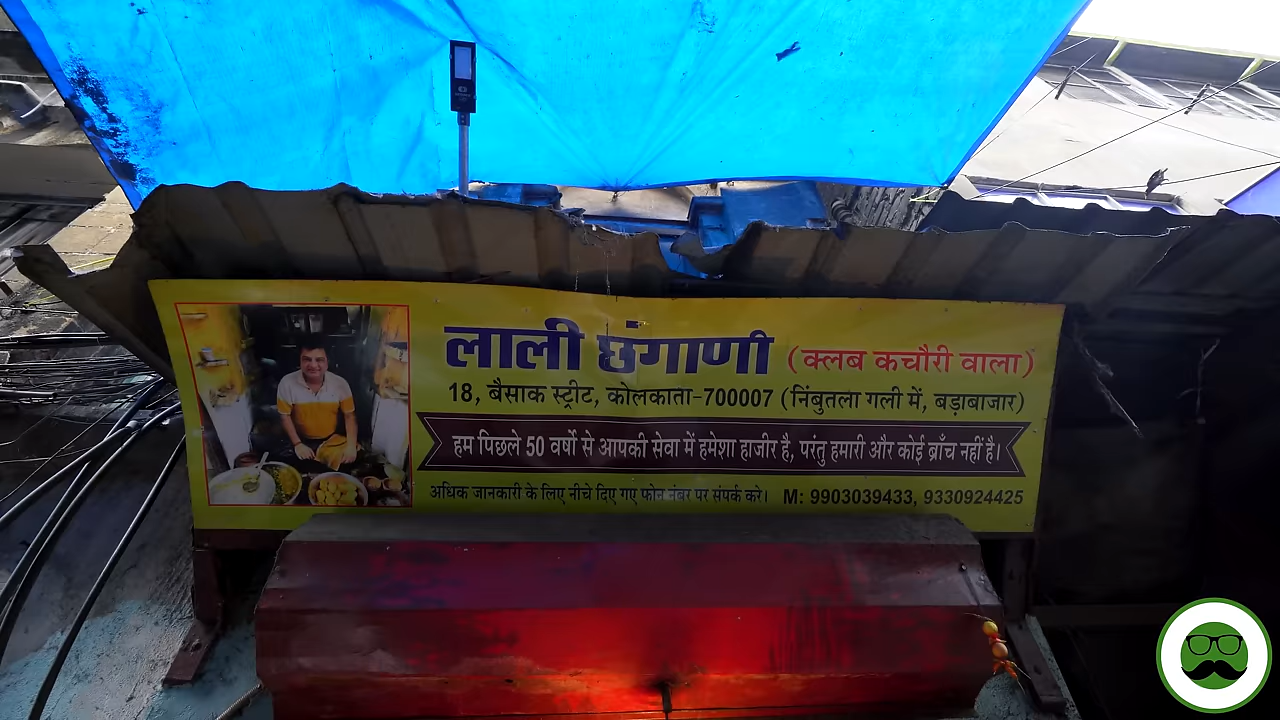 लाली छंगाणी (क्लब कचौरी वाला)
18, बैसाक स्ट्रीट, कोलकाता-700007 (निंबुतला गली में, बड़ाबाजार)
हम पिछले 50 वर्षो से आपकी सेवा में हमेशा हाजीर है, परंतु हमारी और कोई ब्राँच नहीं है।
अधिक जानकारी के लिए नीचे दिए गए फोन नंबर पर संपर्क करे। M: 9903039433, 9330924425